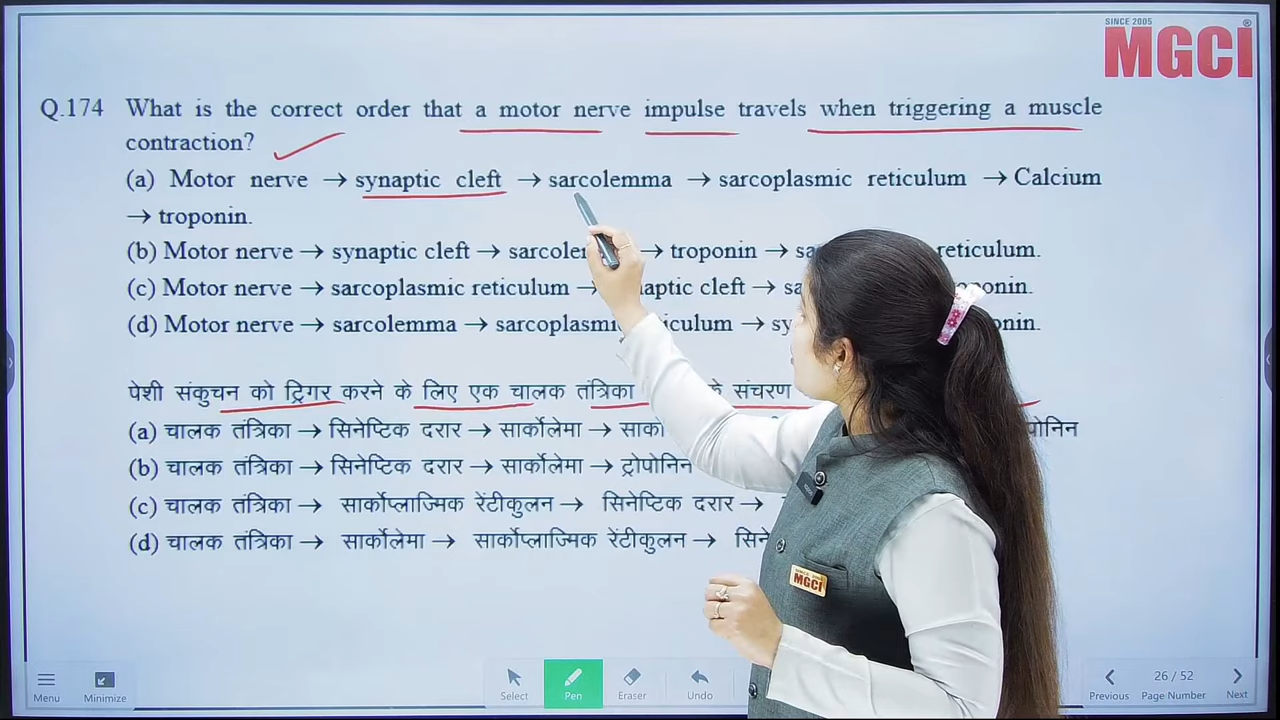 SINCE 2005
MGCI®
Q.174 What is the correct order that a motor nerve impulse travels when triggering a muscle
contraction?
(a) Motor nerve → synaptic cleft → sarcolemma → sarcoplasmic reticulum → Calcium
→ troponin.
(b) Motor nerve → synaptic cleft → → troponin → reticulum.
(c) Motor nerve → sarcoplasmic reticulum → cleft →
(d) Motor nerve → sarcolemma → →
पेशी संकुचन को ट्रिगर करने के लिए एक चालक तंत्रिका संचरण
(a) चालक तंत्रिका → सिनेप्टिक दरार → सार्कोलेमा →
(b) चालक तंत्रिका → सिनेप्टिक दरार → सार्कोलेमा → ट्रोपोनिन
(c) चालक तंत्रिका → सार्कोप्लाज्मिक रेंटीकुलन → सिनेप्टिक दरार →
(d) चालक तंत्रिका → सार्कोलेमा → सार्कोप्लाज्मिक रेंटीकुलन →
MGCI
Menu Minimize Select Pen Eraser Undo Previous 26 / 52 Page Number Next